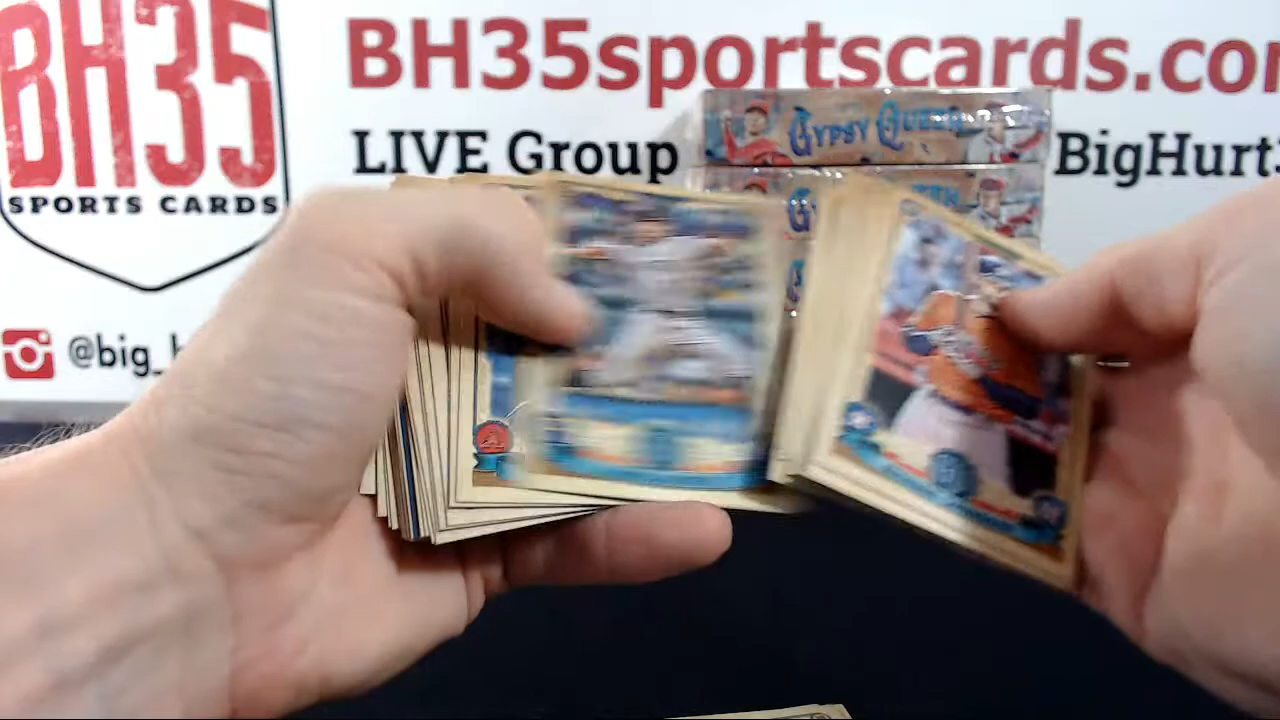 BH35
SPORTS CARDS
BH35sportscards.co
LIVE Group
BigHurt
@big_
GYPSY QUEEN